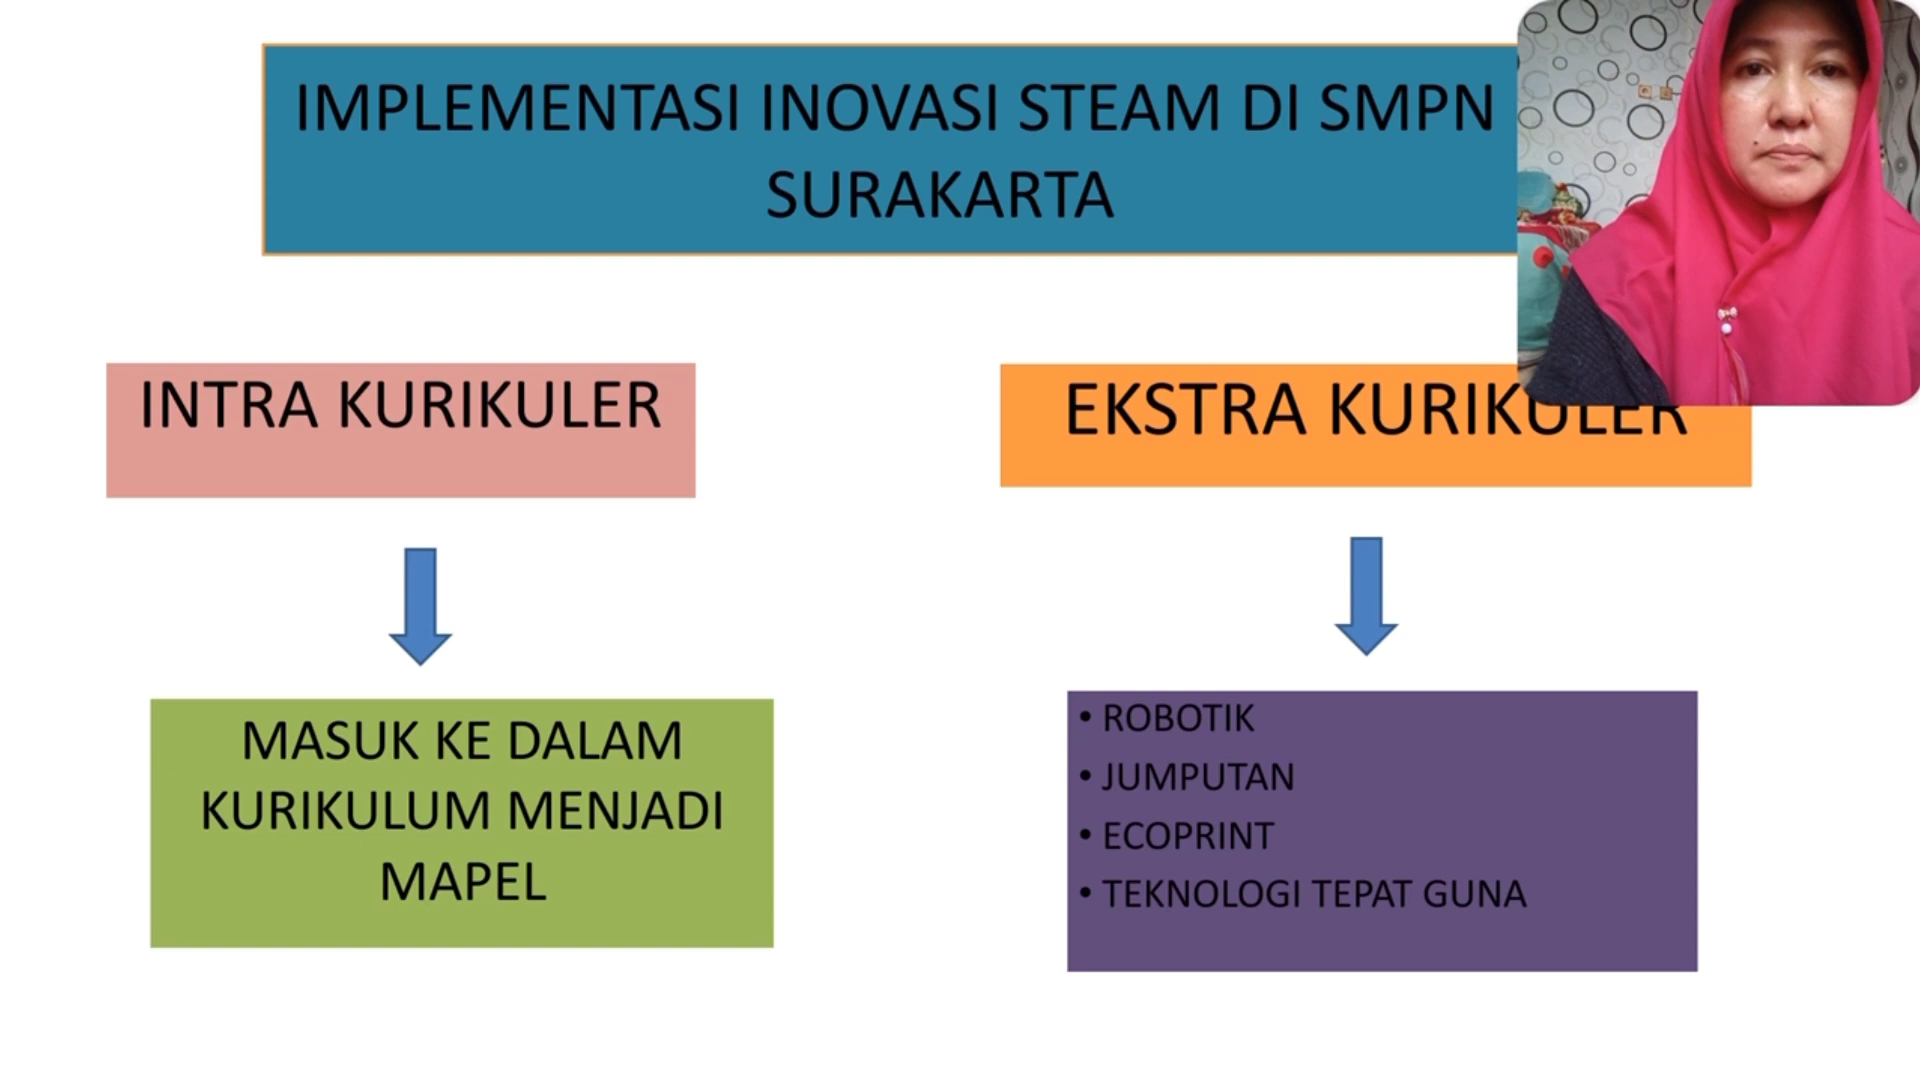 IMPLEMENTASI INOVASI STEAM DI SMPN
SURAKARTA
INTRA KURIKULER
EKSTRA KURIKULER
MASUK KE DALAM
KURIKULUM MENJADI
MAPEL
• ROBOTIK
• JUMPUTAN
• ECOPRINT
• TEKNOLOGI TEPAT GUNA